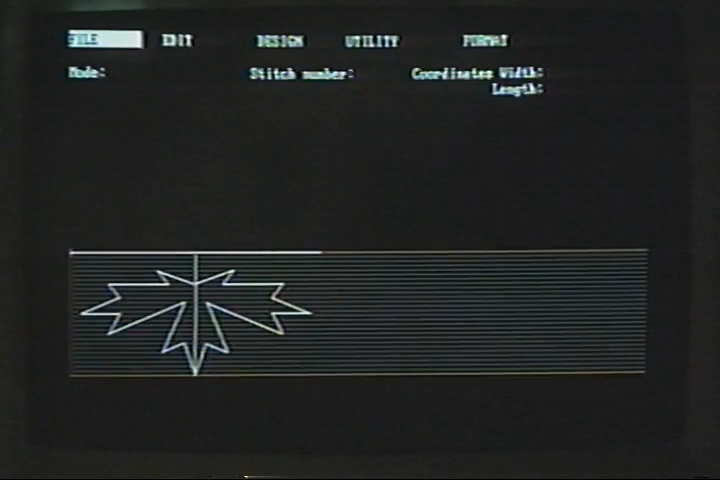 FILE EDIT DESIGN UTILITY FORMAT
Mode: Stitch number: Coordinates Width:
Length: